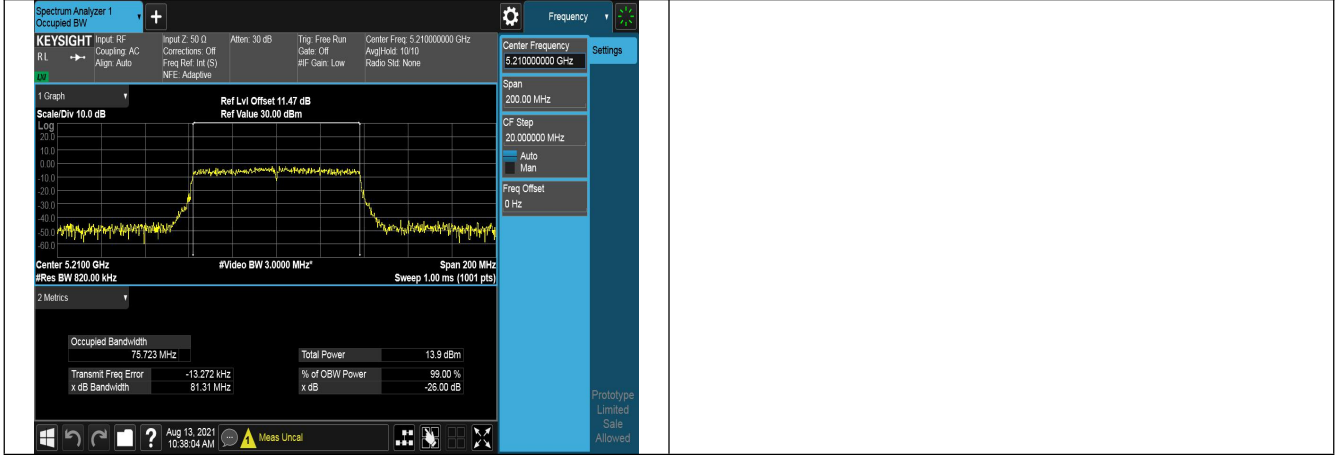 Spectrum Analyzer 1
Occupied BW
+
Frequency
KEYSIGHT
RL
LXI
Input: RF
Coupling: AC
Align: Auto
Input Z: 50 Ω
Corrections: Off
Freq Ref: Int (S)
NFE: Adaptive
Atten: 30 dB
Trig: Free Run
Gate: Off
#IF Gain: Low
Center Freq: 5.210000000 GHz
Avg|Hold: 10/10
Radio Std: None
Center Frequency
5.210000000 GHz
Settings
Span
200.00 MHz
CF Step
20.000000 MHz
Auto
Man
Freq Offset
0 Hz
1 Graph
Ref Lvl Offset 11.47 dB
Scale/Div 10.0 dB
Ref Value 30.00 dBm
Log
20.0
10.0
0.00
-10.0
-20.0
-30.0
-40.0
-50.0
-60.0
Center 5.2100 GHz
#Video BW 3.0000 MHz*
Span 200 MHz
#Res BW 820.00 kHz
Sweep 1.00 ms (1001 pts)
2 Metrics
Occupied Bandwidth
75.723 MHz
Total Power 13.9 dBm
Transmit Freq Error -13.272 kHz
% of OBW Power 99.00 %
x dB Bandwidth 81.31 MHz
x dB -26.00 dB
Prototype
Limited
Sale
Allowed
?
Aug 13, 2021
10:38:04 AM
1
Meas Uncal